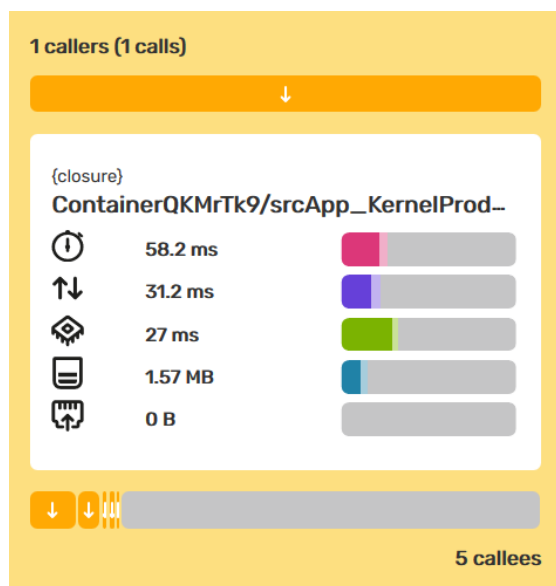 1 callers (1 calls)
{closure}
ContainerQKMrTk9/srcApp_KernelProd...
58.2 ms
31.2 ms
27 ms
1.57 MB
0 B
5 callees